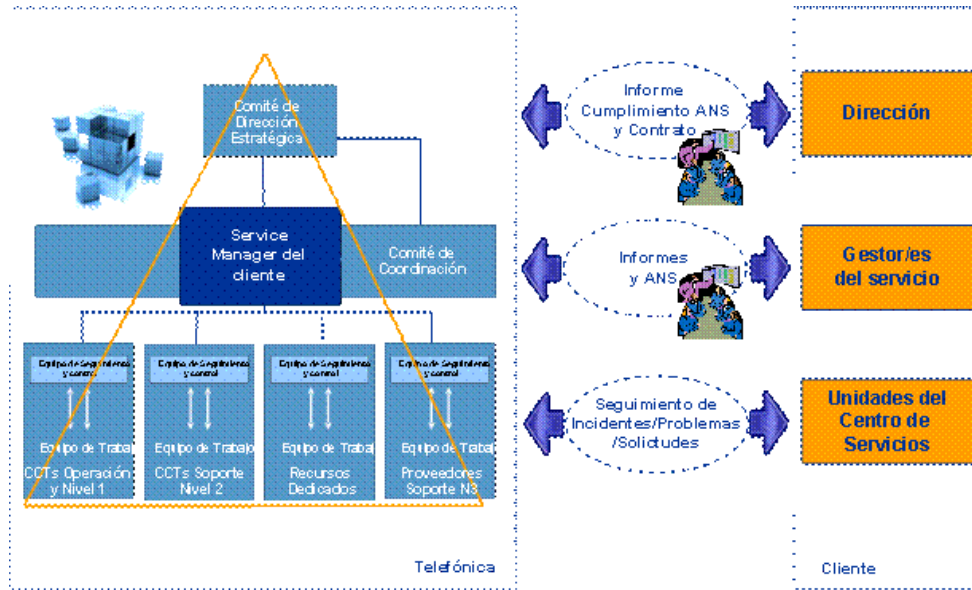 Comité de
Dirección
Estratégica
Service
Manager del
cliente
Comité de
Coordinación
Equipo de Seguimiento
y control
Equipo de Seguimiento
y control
Equipo de Seguimiento
y control
Equipo de Seguimiento
y control
Equipo de Trabajo
Equipo de Trabajo
Equipo de Trabajo
Equipo de Trabajo
CCTs Operación
y Nivel 1
CCTs Soporte
Nivel 2
Recursos
Dedicados
Proveedores
Soporte N3
Telefónica
Informe
Cumplimiento ANS
y Contrato
Informes
y ANS
Seguimiento de
Incidentes/Problemas
/Solictudes
Dirección
Gestor/es
del servicio
Unidades del
Centro de
Servicios
Cliente